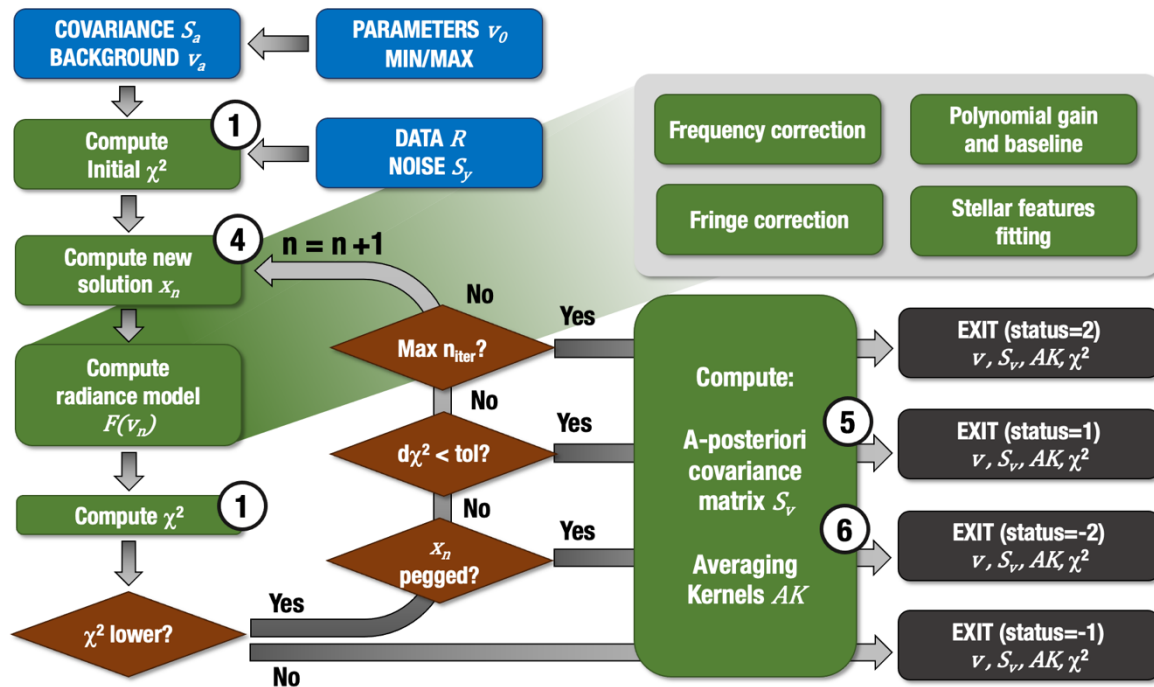 COVARIANCE Sₐ
BACKGROUND vₐ
PARAMETERS v₀
MIN/MAX
Compute
Initial χ²
1
DATA R
NOISE Sᵧ
Frequency correction
Polynomial gain
and baseline
Fringe correction
Stellar features
fitting
Compute new
solution xₙ
4
n = n +1
Compute
radiance model
F(vₙ)
Compute χ²
1
χ² lower?
Yes
No
xₙ
pegged?
Yes
No
dχ² < tol?
Yes
No
Max n_iter?
Yes
No
Compute:
A-posteriori
covariance
matrix Sᵥ
Averaging
Kernels AK
5
6
EXIT (status=2)
v, Sᵥ, AK, χ²
EXIT (status=1)
v, Sᵥ, AK, χ²
EXIT (status=-2)
v, Sᵥ, AK, χ²
EXIT (status=-1)
v, Sᵥ, AK, χ²